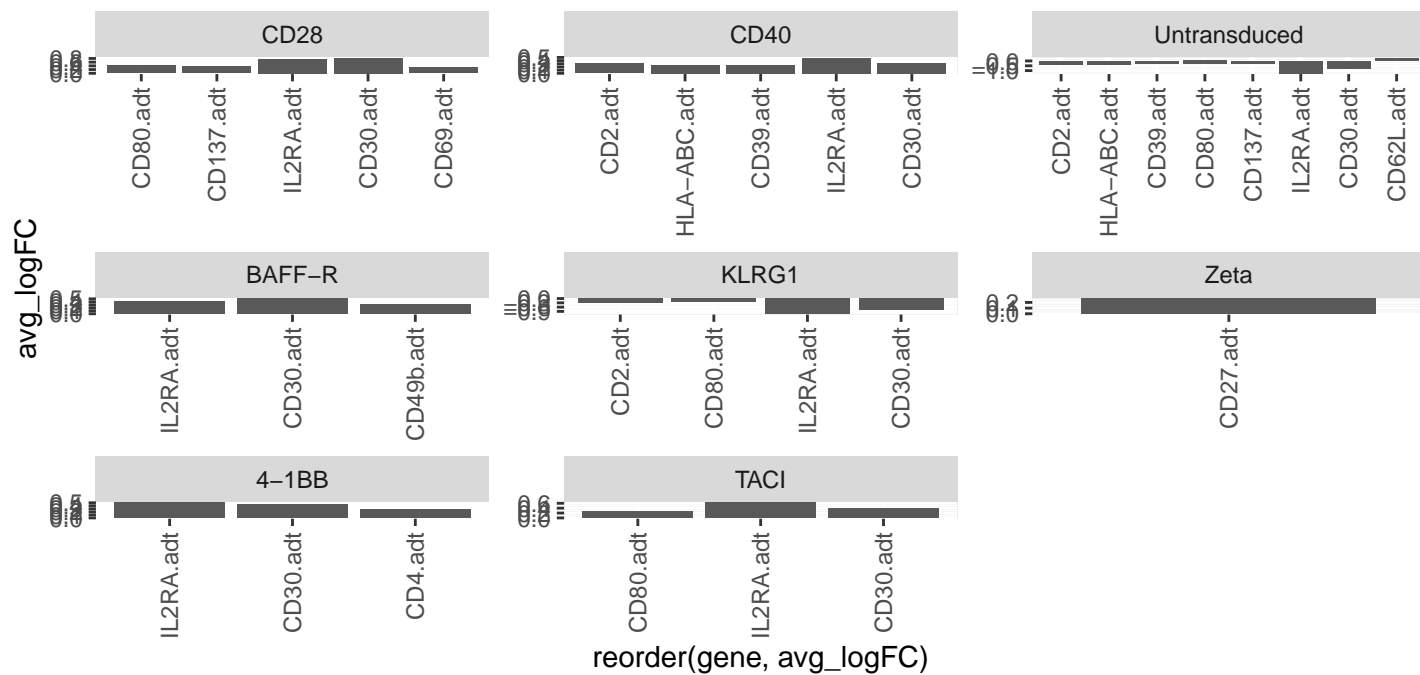 CD28
CD40
Untransduced
CD80.adt
CD137.adt
IL2RA.adt
CD30.adt
CD69.adt
CD2.adt
HLA−ABC.adt
CD39.adt
IL2RA.adt
CD30.adt
CD2.adt
HLA−ABC.adt
CD39.adt
CD80.adt
CD137.adt
IL2RA.adt
CD30.adt
CD62L.adt
avg_logFC
BAFF−R
KLRG1
Zeta
IL2RA.adt
CD30.adt
CD49b.adt
CD2.adt
CD80.adt
IL2RA.adt
CD30.adt
CD27.adt
4−1BB
TACI
IL2RA.adt
CD30.adt
CD4.adt
CD80.adt
IL2RA.adt
CD30.adt
reorder(gene, avg_logFC)